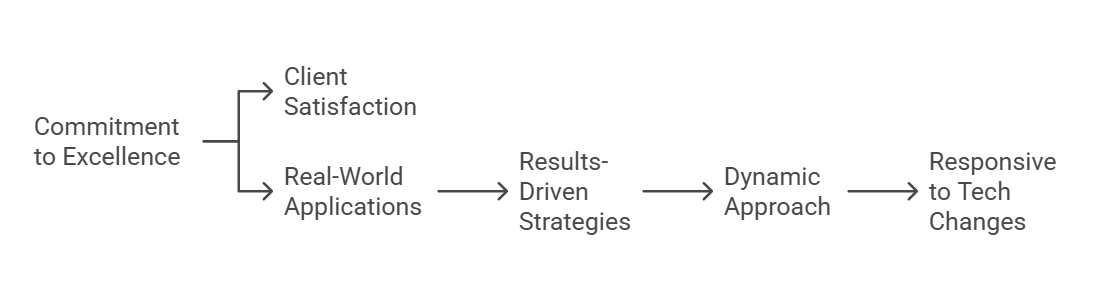 Commitment
to Excellence
Client
Satisfaction
Real-World
Applications
Results-
Driven
Strategies
Dynamic
Approach
Responsive
to Tech
Changes